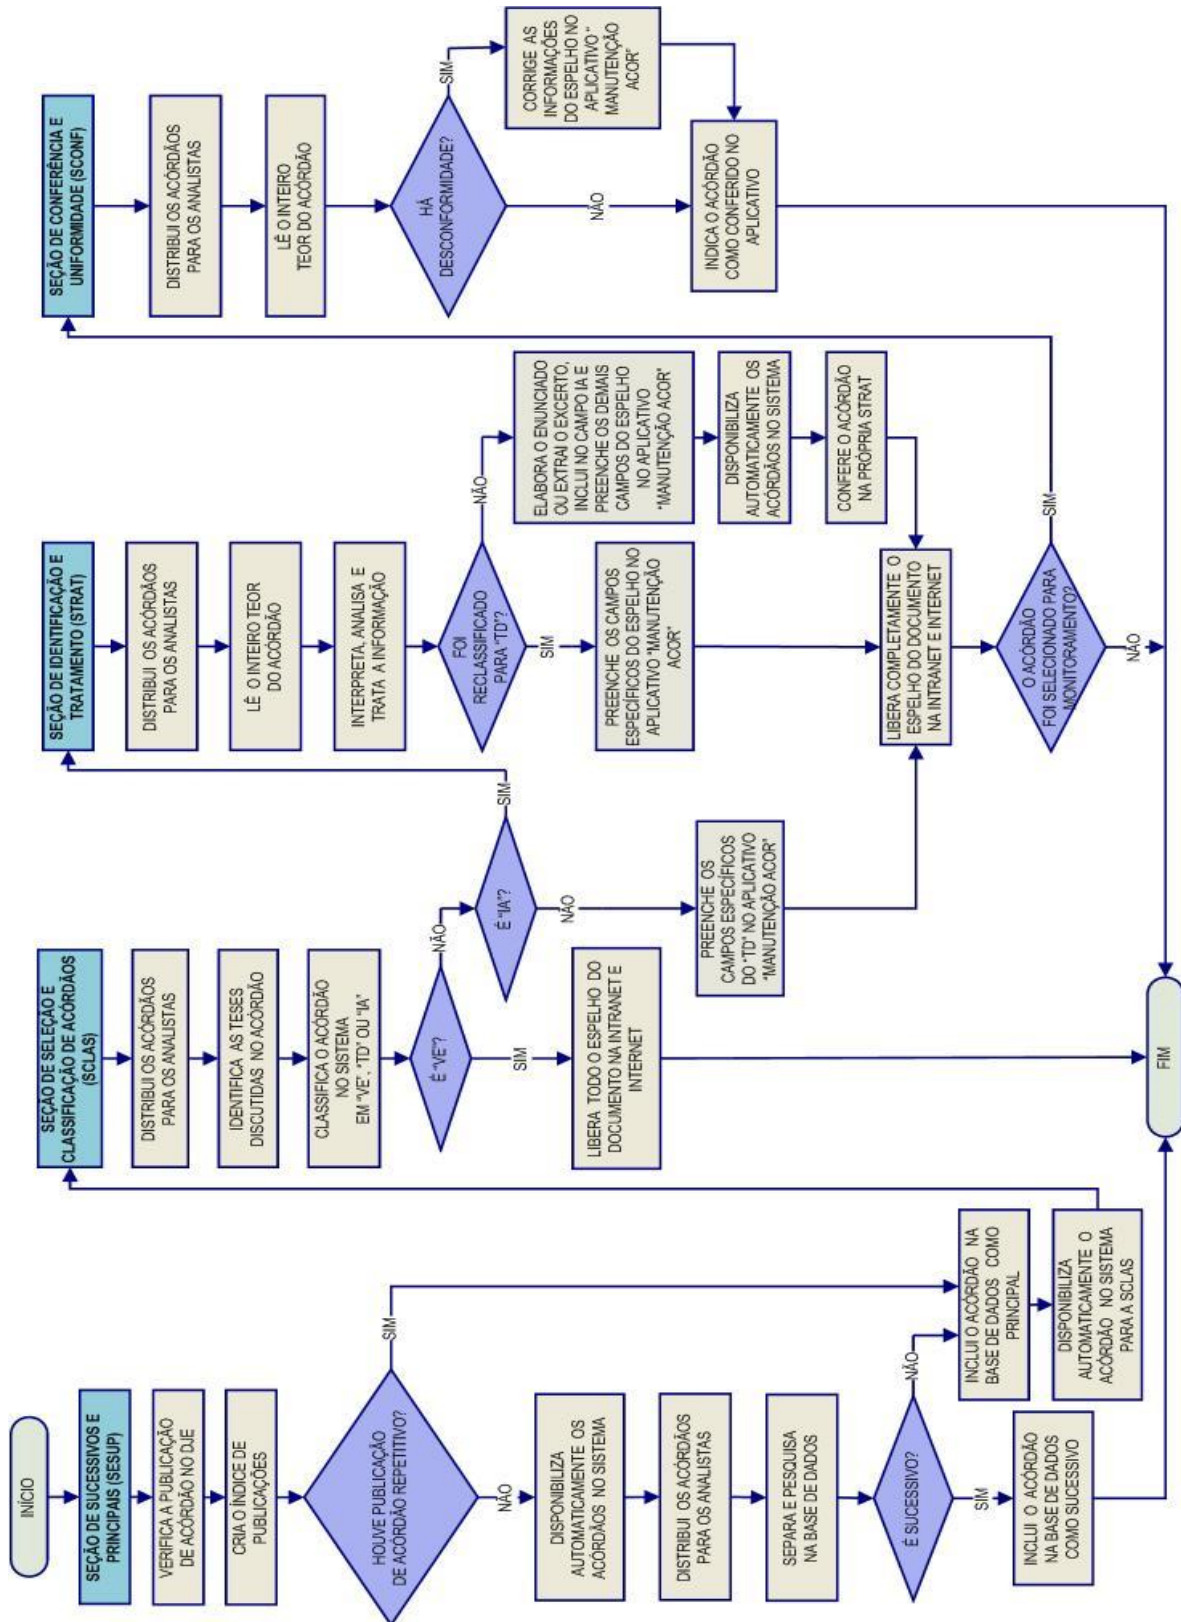 INÍCIO
SEÇÃO DE SUCESSIVOS E
PRINCIPAIS (SESUP)
VERIFICA A PUBLICAÇÃO
DE ACÓRDÃO NO DJE
CRIA O ÍNDICE DE
PUBLICAÇÕES
HOUVE PUBLICAÇÃO
DE ACÓRDÃO REPETITIVO?
SIM
NÃO
DISPONIBILIZA
AUTOMATICAMENTE OS
ACÓRDÃOS NO SISTEMA
DISTRIBUI OS ACÓRDÃOS
PARA OS ANALISTAS
SEPARA E PESQUISA
NA BASE DE DADOS
É SUCESSIVO?
NÃO
SIM
INCLUI O ACÓRDÃO
NA BASE DE DADOS
COMO SUCESSIVO
INCLUI O ACÓRDÃO NA
BASE DE DADOS COMO
PRINCIPAL
DISPONIBILIZA
AUTOMATICAMENTE O
ACÓRDÃO NO SISTEMA
PARA A SCLAS
SEÇÃO DE SELEÇÃO E
CLASSIFICAÇÃO DE ACÓRDÃOS
(SCLAS)
DISTRIBUI OS ACÓRDÃOS
PARA OS ANALISTAS
IDENTIFICA AS TESES
DISCUTIDAS NO ACÓRDÃO
CLASSIFICA O ACÓRDÃO
NO SISTEMA
EM "VE", "TD" OU "IA"
É "VE"?
NÃO
SIM
LIBERA TODO O ESPELHO DO
DOCUMENTO NA INTRANET E
INTERNET
É "IA"?
SIM
NÃO
PREENCHE OS
CAMPOS ESPECÍFICOS
DO "TD" NO APLICATIVO
"MANUTENÇÃO ACOR"
SEÇÃO DE IDENTIFICAÇÃO E
TRATAMENTO (STRAT)
DISTRIBUI OS ACÓRDÃOS
PARA OS ANALISTAS
LÊ O INTEIRO TEOR
DO ACÓRDÃO
INTERPRETA, ANALISA E
TRATA A INFORMAÇÃO
FOI
RECLASSIFICADO
PARA "TD"?
NÃO
SIM
PREENCHE OS CAMPOS
ESPECÍFICOS DO ESPELHO NO
APLICATIVO "MANUTENÇÃO
ACOR"
ELABORA O ENUNCIADO
OU EXTRAI O EXCERTO,
INCLUI NO CAMPO IA E
PREENCHE OS DEMAIS
CAMPOS DO ESPELHO
NO APLICATIVO
"MANUTENÇÃO ACOR"
DISPONIBILIZA
AUTOMATICAMENTE OS
ACÓRDÃOS NO SISTEMA
CONFERE O ACÓRDÃO
NA PRÓPRIA STRAT
LIBERA COMPLETAMENTE O
ESPELHO DO DOCUMENTO
NA INTRANET E INTERNET
O ACÓRDÃO
FOI SELECIONADO PARA
MONITORAMENTO?
SIM
NÃO
SEÇÃO DE CONFERÊNCIA E
UNIFORMIDADE (SCONF)
DISTRIBUI OS ACÓRDÃOS
PARA OS ANALISTAS
LÊ O INTEIRO
TEOR DO ACÓRDÃO
HÁ
DESCONFORMIDADE?
SIM
NÃO
CORRIGE AS
INFORMAÇÕES
DO ESPELHO NO
APLICATIVO "
MANUTENÇÃO
ACOR"
INDICA O ACÓRDÃO
COMO CONFERIDO NO
APLICATIVO
FIM